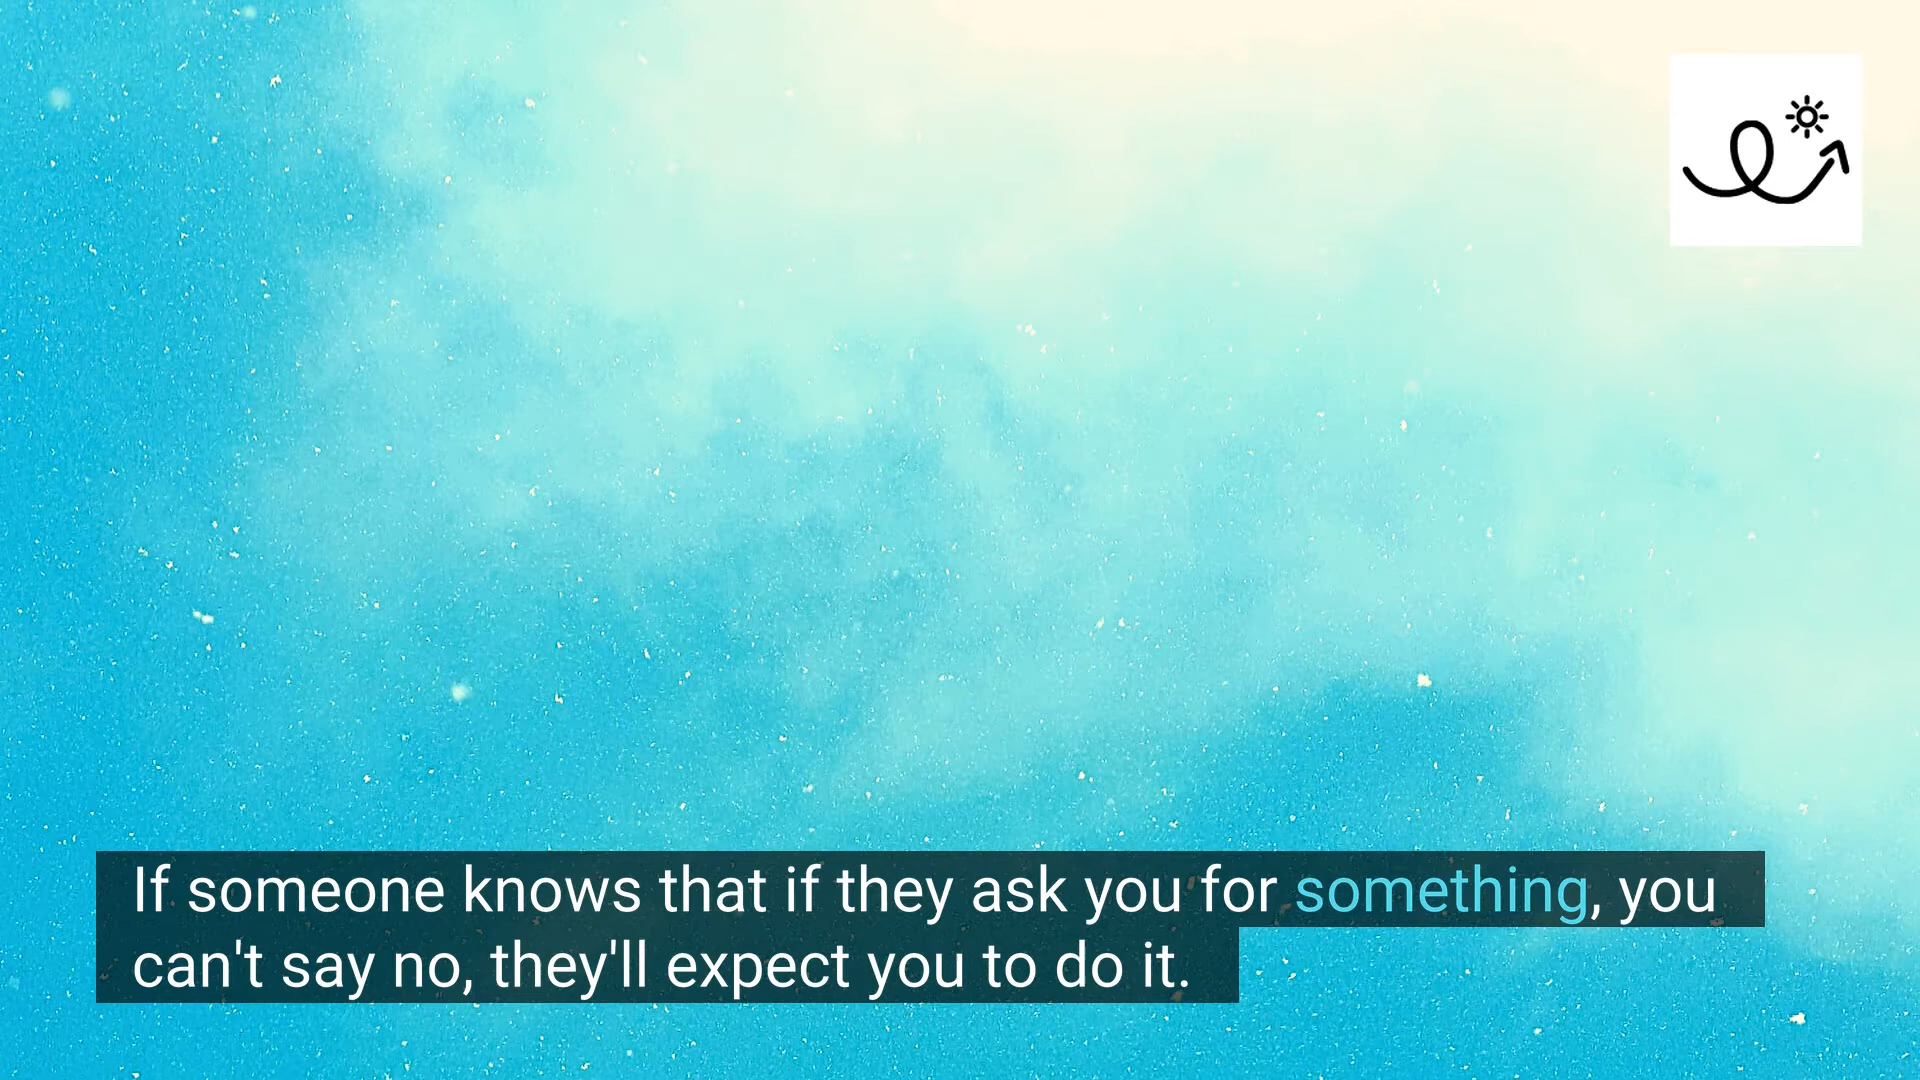 If someone knows that if they ask you for something, you
can't say no, they'll expect you to do it.